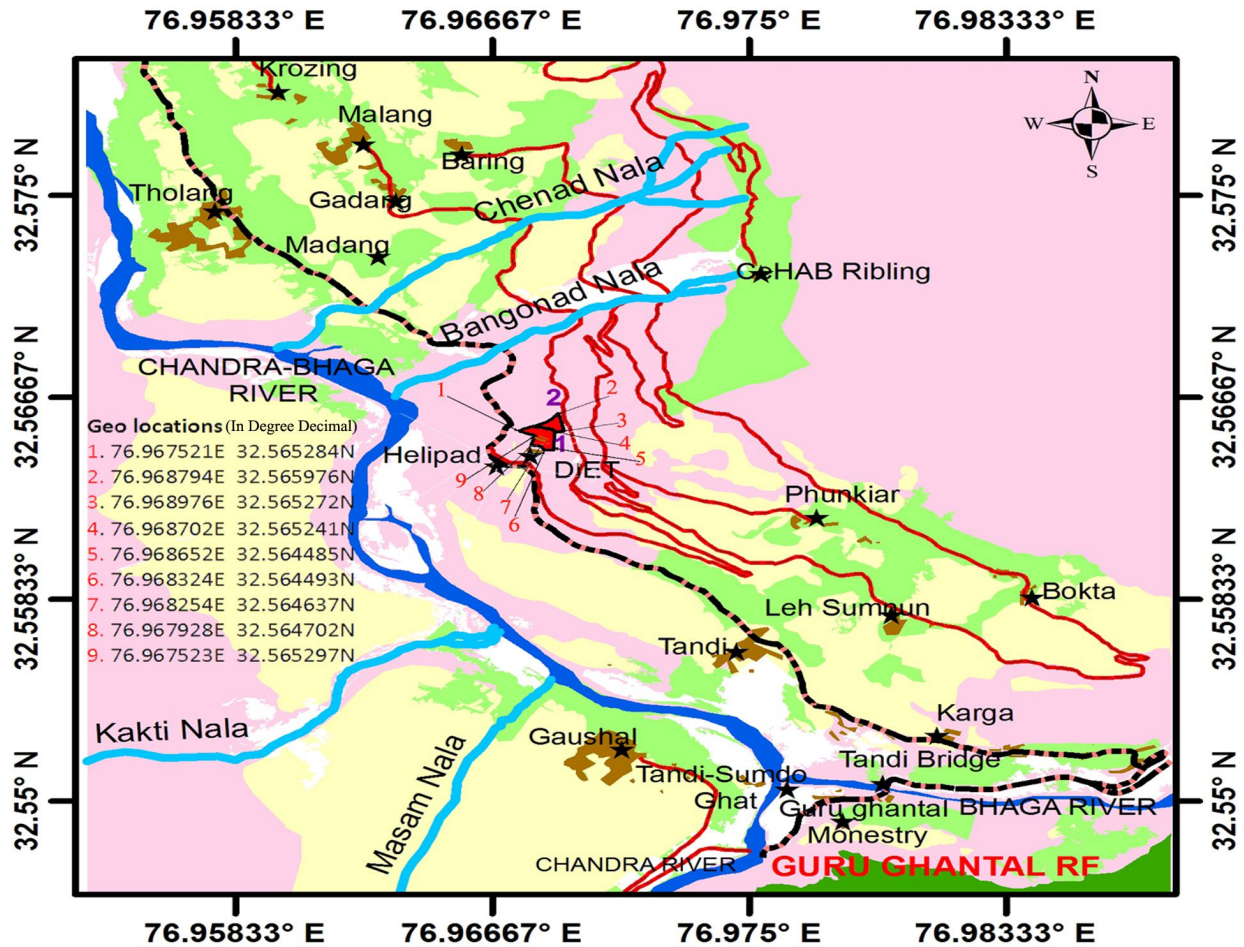 76.95833° E 76.96667° E 76.975° E 76.98333° E
Krozing
N
Malang
W E
Baring
S
32.575° N
Tholang
Gadang
Chenad Nala
32.575° N
Madang
GeHAB Ribling
Bangonad Nala
32.56667° N
CHANDRA-BHAGA
RIVER
32.56667° N
1
2
2
Geo locations (In Degree Decimal)
3
1. 76.967521E 32.565284N
1
4
Helipad
DIET
5
2. 76.968794E 32.565976N
9
8
7
6
Phunkiar
3. 76.968976E 32.565272N
4. 76.968702E 32.565241N
5. 76.968652E 32.564485N
6. 76.968324E 32.564493N
7. 76.968254E 32.564637N
8. 76.967928E 32.564702N
9. 76.967523E 32.565297N
32.55833° N
Bokta
32.55833° N
Leh Sumnun
Tandi
Kakti Nala
Karga
Gaushal
Tandi Bridge
Masam Nala
Tandi-Sumdo
Ghat
32.55° N
Guru ghantal
Monestry
BHAGA RIVER
32.55° N
CHANDRA RIVER
GURU GHANTAL RF
76.95833° E 76.96667° E 76.975° E 76.98333° E